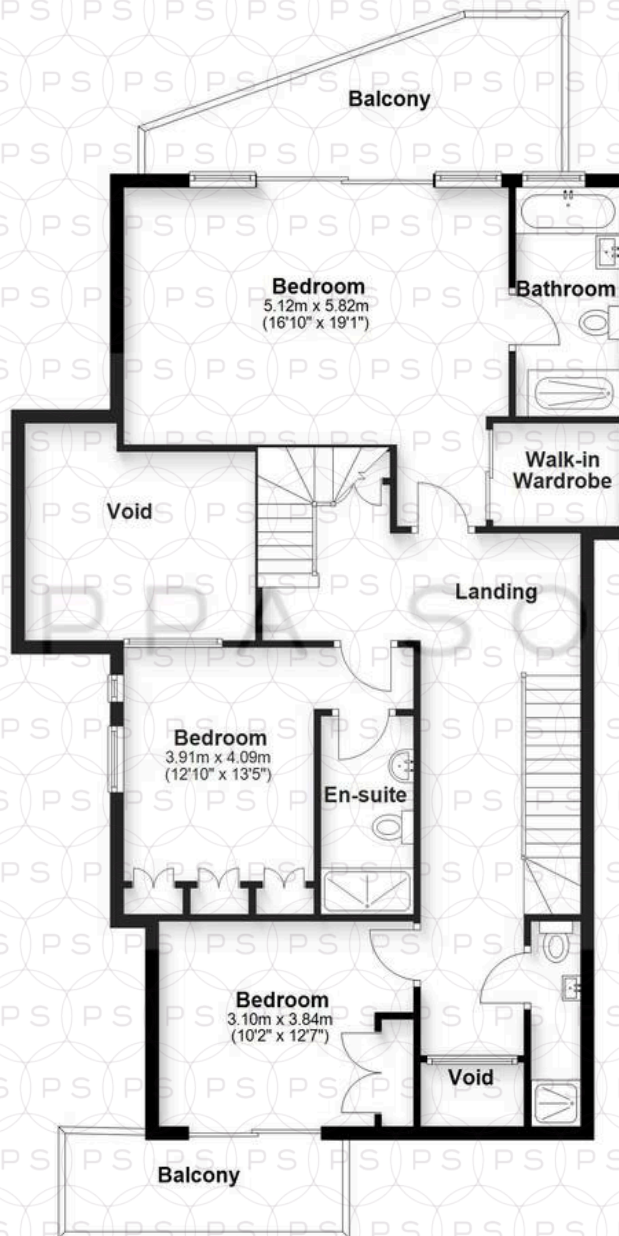 Balcony
Bedroom
5.12m x 5.82m
(16'10" x 19'1")
Bathroom
Walk-in
Wardrobe
Void
Landing
PPA SO
Bedroom
3.91m x 4.09m
(12'10" x 13'5")
En-suite
Bedroom
3.10m x 3.84m
(10'2" x 12'7")
Void
Balcony